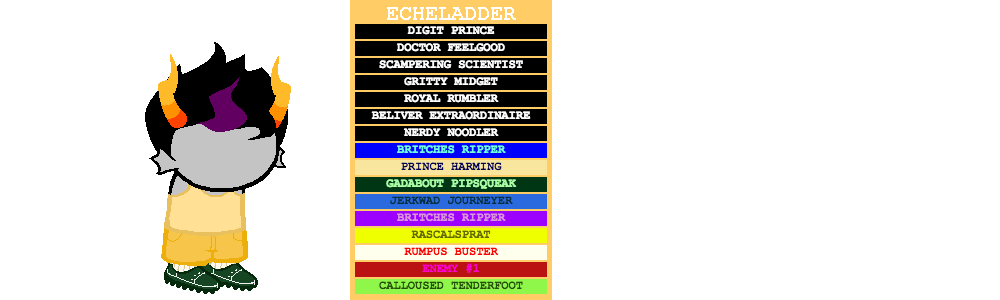 ECHELADDER
DIGIT PRINCE
DOCTOR FEELGOOD
SCAMPERING SCIENTIST
GRITTY MIDGET
ROYAL RUMBLER
BELIVER EXTRAORDINAIRE
NERDY NOODLER
BRITCHES RIPPER
PRINCE HARMING
GADABOUT PIPSQUEAK
JERKWAD JOURNEYER
BRITCHES RIPPER
RASCALSPRAT
RUMPUS BUSTER
ENEMY #1
CALLOUSED TENDERFOOT